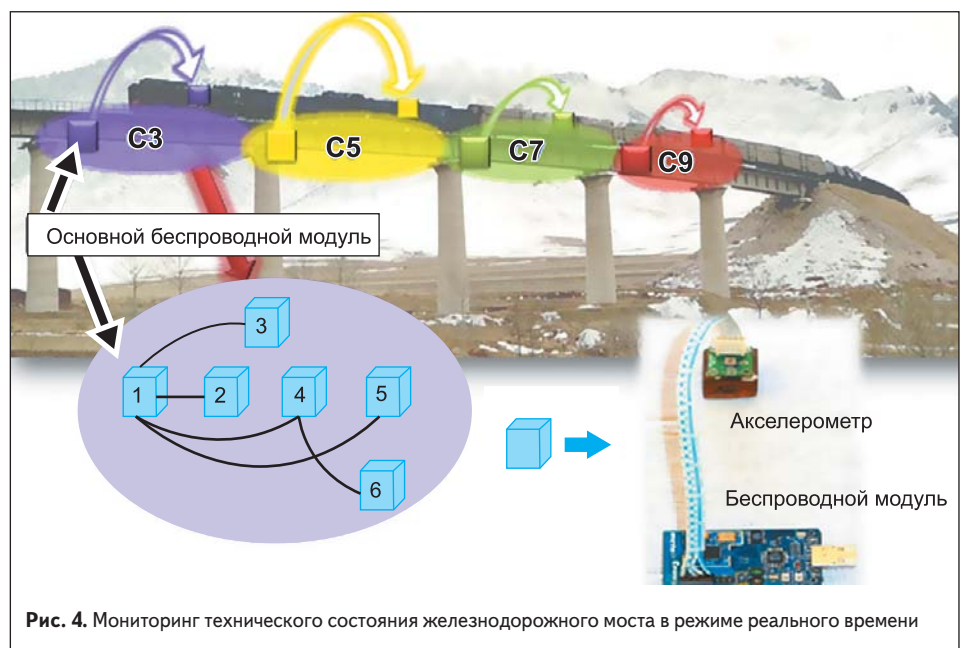 C3
C5
C7
C9
Основной беспроводной модуль
3
1
2
4
5
6
Акселерометр
Беспроводной модуль
Рис. 4. Мониторинг технического состояния железнодорожного моста в режиме реального времени